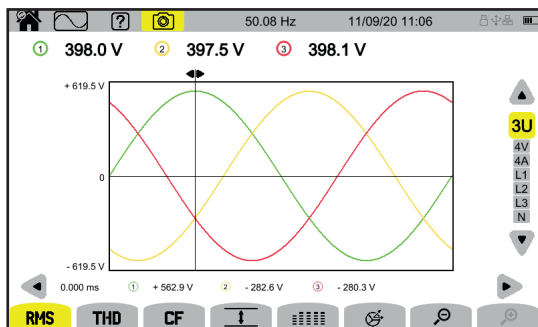 ? 50.08 Hz 11/09/20 11:06
1 398.0 V 2 397.5 V 3 398.1 V
+ 619.5 V
0
- 619.5 V
3U
4V
4A
L1
L2
L3
N
0.000 ms 1 + 562.9 V 2 - 282.6 V 3 - 280.3 V
RMS THD CF